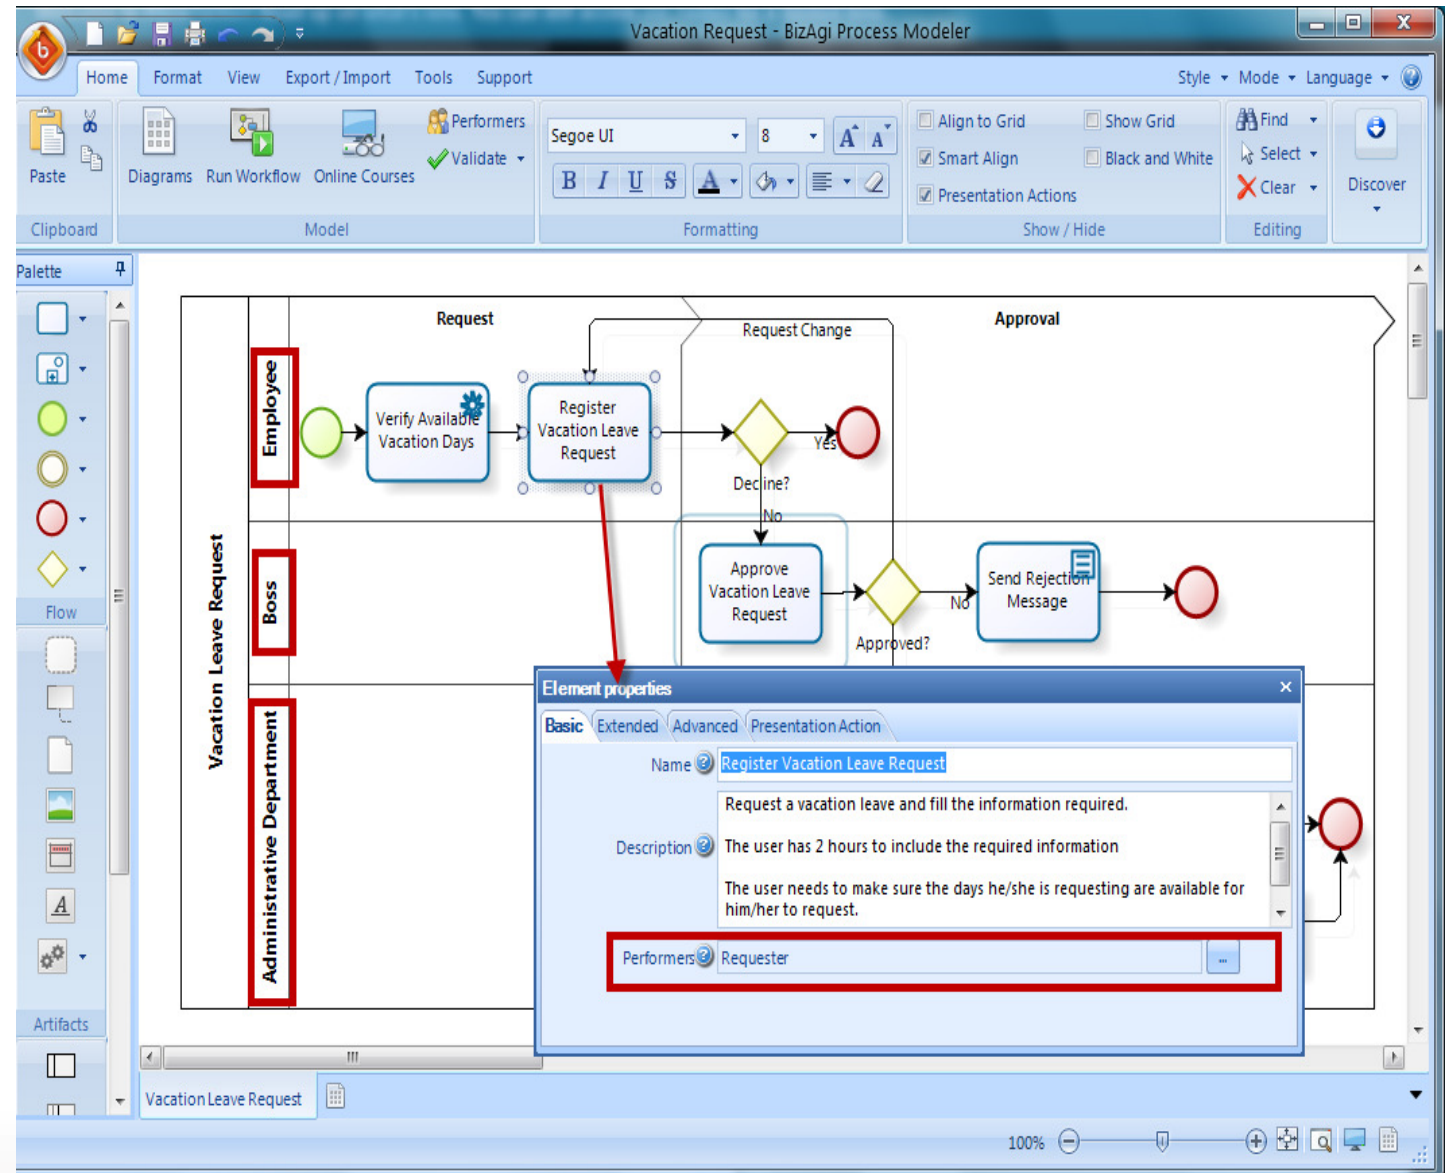 Vacation Request - BizAgi Process Modeler
Home Format View Export / Import Tools Support
Style Mode Language
Paste
Clipboard
Diagrams Run Workflow Online Courses
Performers
Validate
Model
Segoe UI 8
A A
B I U S A
Formatting
Align to Grid Show Grid
Smart Align Black and White
Presentation Actions
Show / Hide
Find
Select
Clear
Editing
Discover
Palette
Flow
A
Artifacts
Vacation Leave Request
Employee
Boss
Administrative Department
Request
Approval
Request Change
Verify Available
Vacation Days
Register
Vacation Leave
Request
Yes
Decline?
No
Approve
Vacation Leave
Request
Approved?
No
Send Rejection
Message
Element properties
Basic Extended Advanced Presentation Action
Name Register Vacation Leave Request
Description
Request a vacation leave and fill the information required.
The user has 2 hours to include the required information
The user needs to make sure the days he/she is requesting are available for
him/her to request.
Performers Requester ...
Vacation Leave Request
100%